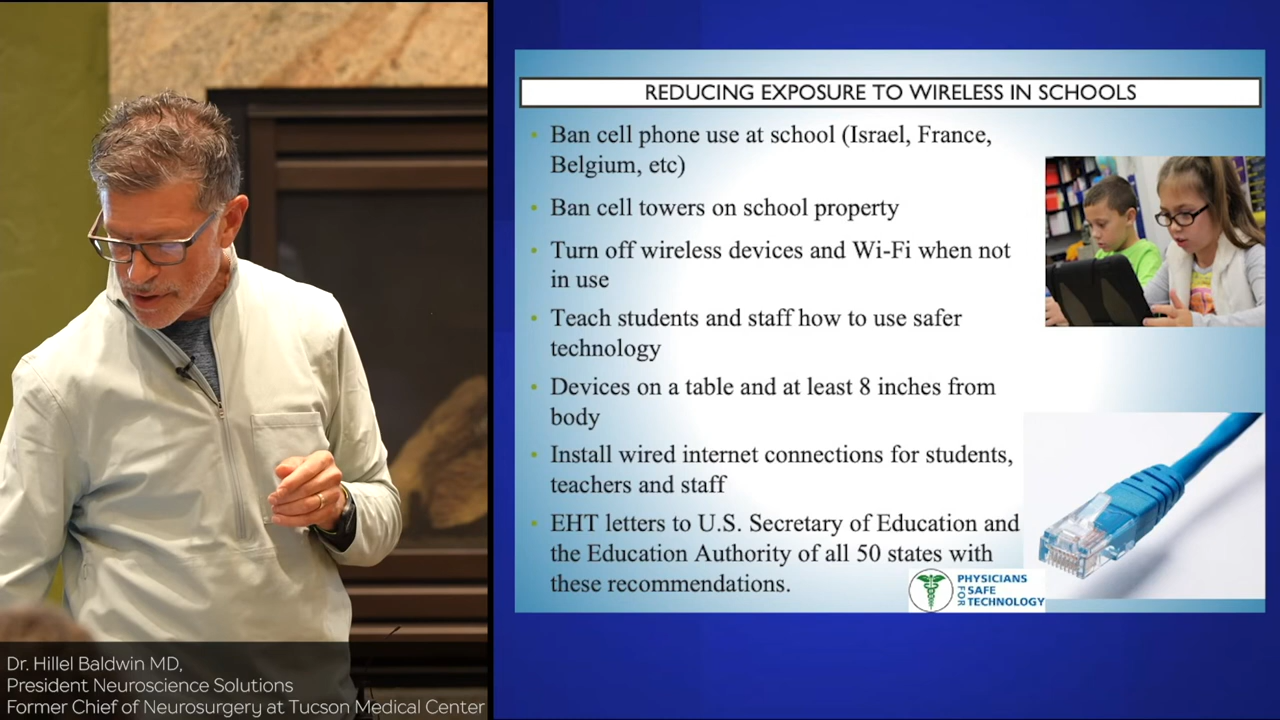 REDUCING EXPOSURE TO WIRELESS IN SCHOOLS
• Ban cell phone use at school (Israel, France,
Belgium, etc)
• Ban cell towers on school property
• Turn off wireless devices and Wi-Fi when not
in use
• Teach students and staff how to use safer
technology
• Devices on a table and at least 8 inches from
body
• Install wired internet connections for students,
teachers and staff
• EHT letters to U.S. Secretary of Education and
the Education Authority of all 50 states with
these recommendations.
PHYSICIANS
FOR SAFE
TECHNOLOGY
Dr. Hillel Baldwin MD,
President Neuroscience Solutions
Former Chief of Neurosurgery at Tucson Medical Center